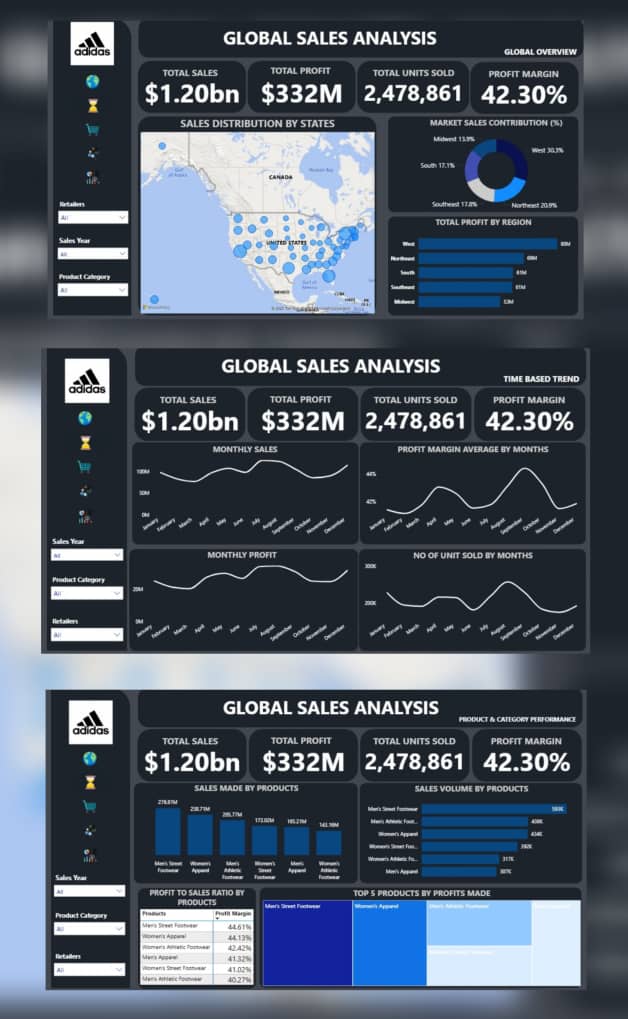 adidas
GLOBAL SALES ANALYSIS
GLOBAL OVERVIEW
TOTAL SALES
$1.20bn
TOTAL PROFIT
$332M
TOTAL UNITS SOLD
2,478,861
PROFIT MARGIN
42.30%
Retailers
All
Sales Year
All
Product Category
All
SALES DISTRIBUTION BY STATES
CANADA
Hudson Bay
Gulf of Alaska
UNITED STATES
MEXICO
Gulf of Mexico
CUBA
MARKET SALES CONTRIBUTION (%)
Midwest 13.9%
West 30.3%
South 17.1%
Southeast 17.8%
Northeast 20.9%
TOTAL PROFIT BY REGION
West
Northeast
68M
South
61M
Southeast
61M
Midwest
53M
adidas
GLOBAL SALES ANALYSIS
TIME BASED TREND
TOTAL SALES
$1.20bn
TOTAL PROFIT
$332M
TOTAL UNITS SOLD
2,478,861
PROFIT MARGIN
42.30%
Sales Year
All
Product Category
All
Retailers
All
MONTHLY SALES
100M
50M
0M
January February March April May June July August September October November December
PROFIT MARGIN AVERAGE BY MONTHS
44%
42%
January February March April May June July August September October November December
MONTHLY PROFIT
20M
0M
January February March April May June July August September October November December
NO OF UNIT SOLD BY MONTHS
300K
200K
January February March April May June July August September October November December
adidas
GLOBAL SALES ANALYSIS
PRODUCT & CATEGORY PERFORMANCE
TOTAL SALES
$1.20bn
TOTAL PROFIT
$332M
TOTAL UNITS SOLD
2,478,861
PROFIT MARGIN
42.30%
Sales Year
All
Product Category
All
Retailers
All
SALES MADE BY PRODUCTS
238.71M
205.77M
172.02M
165.21M
Men's Street Footwear
Women's Apparel
Men's Athletic Footwear
Women's Street Footwear
Men's Apparel
Women's Athletic Footwear
SALES VOLUME BY PRODUCTS
Men's Street Footwear
593K
Men's Athletic Foot...
Women's Apparel
434K
Women's Street Foo...
392K
Women's Athletic Fo...
317K
Men's Apparel
307K
PROFIT TO SALES RATIO BY PRODUCTS
Products Profit Margin
Men's Street Footwear 44.61%
Women's Apparel 44.13%
Women's Athletic Footwear 42.42%
Men's Apparel 41.32%
Women's Street Footwear 41.02%
Men's Athletic Footwear 40.27%
TOP 5 PRODUCTS BY PROFITS MADE
Men's Street Footwear
Women's Apparel
Men's Athletic Footwear